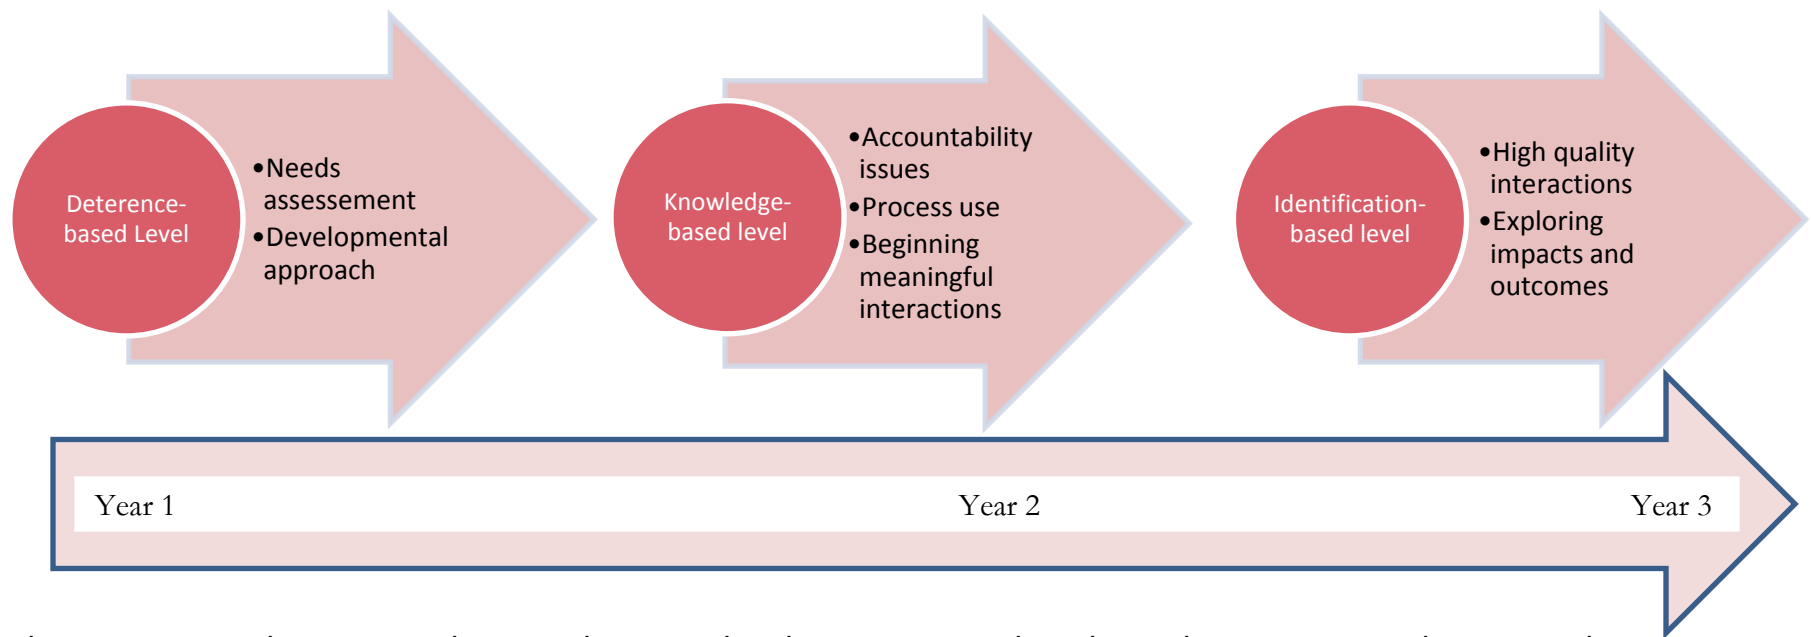 Deterence-
based Level
•Needs
assessement
•Developmental
approach
Knowledge-
based level
•Accountability
issues
•Process use
•Beginning
meaningful
interactions
Identification-
based level
•High quality
interactions
•Exploring
impacts and
outcomes
Year 1
Year 2
Year 3